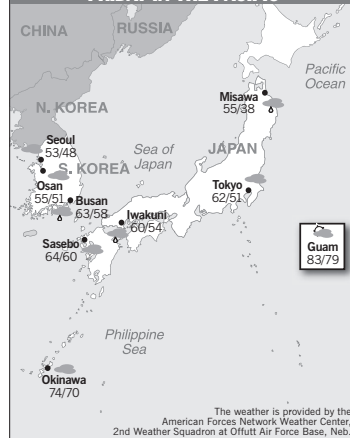 CHINA
RUSSIA
Pacific
Ocean
N. KOREA
Misawa
55/38
Seoul
53/48
Sea of
Japan
JAPAN
S. KOREA
Osan
55/51
Busan
63/58
Tokyo
62/51
Iwakuni
60/54
Sasebo
64/60
Guam
83/79
Philippine
Sea
Okinawa
74/70
The weather is provided by the
American Forces Network Weather Center,
2nd Weather Squadron at Offutt Air Force Base, Neb.